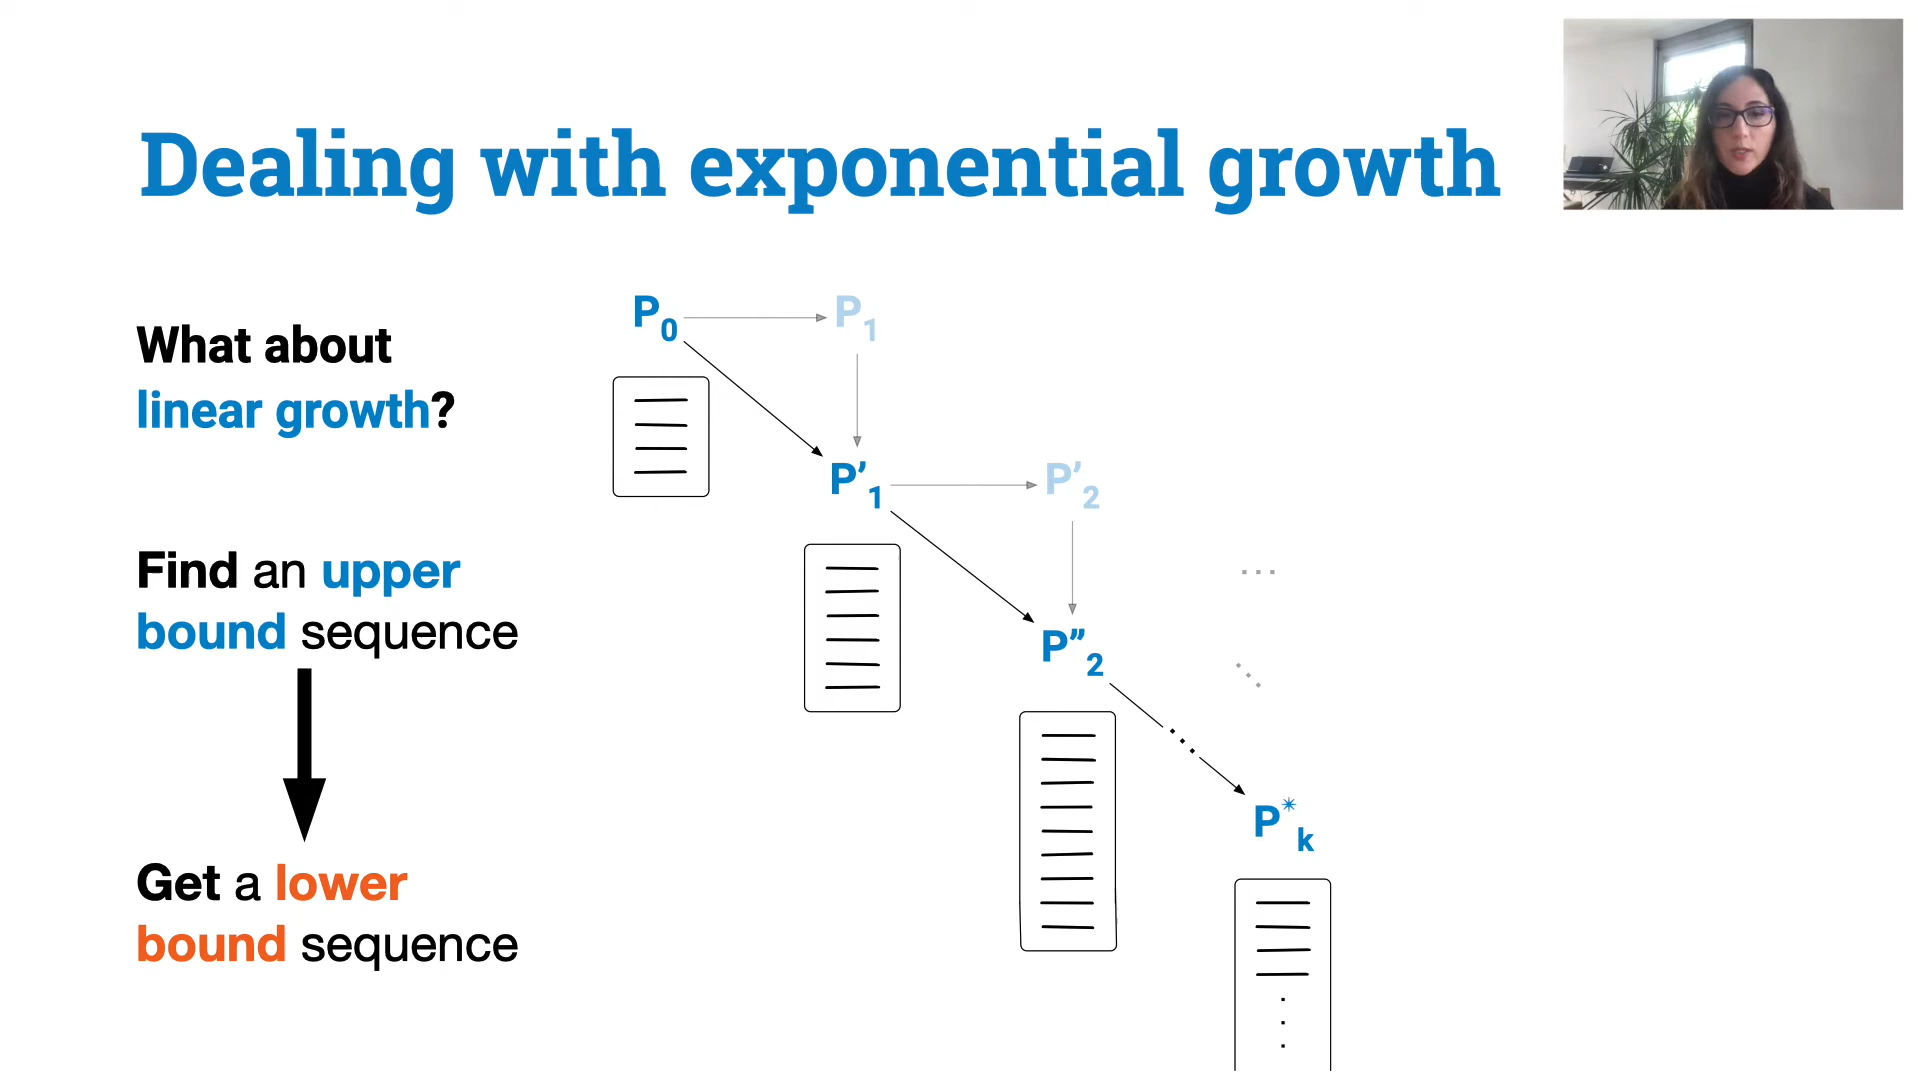 Dealing with exponential growth
What about
linear growth?
Find an upper
bound sequence
Get a lower
bound sequence
P₀
P₁
P’₁
P’₂
P”₂
...
P*ₖ